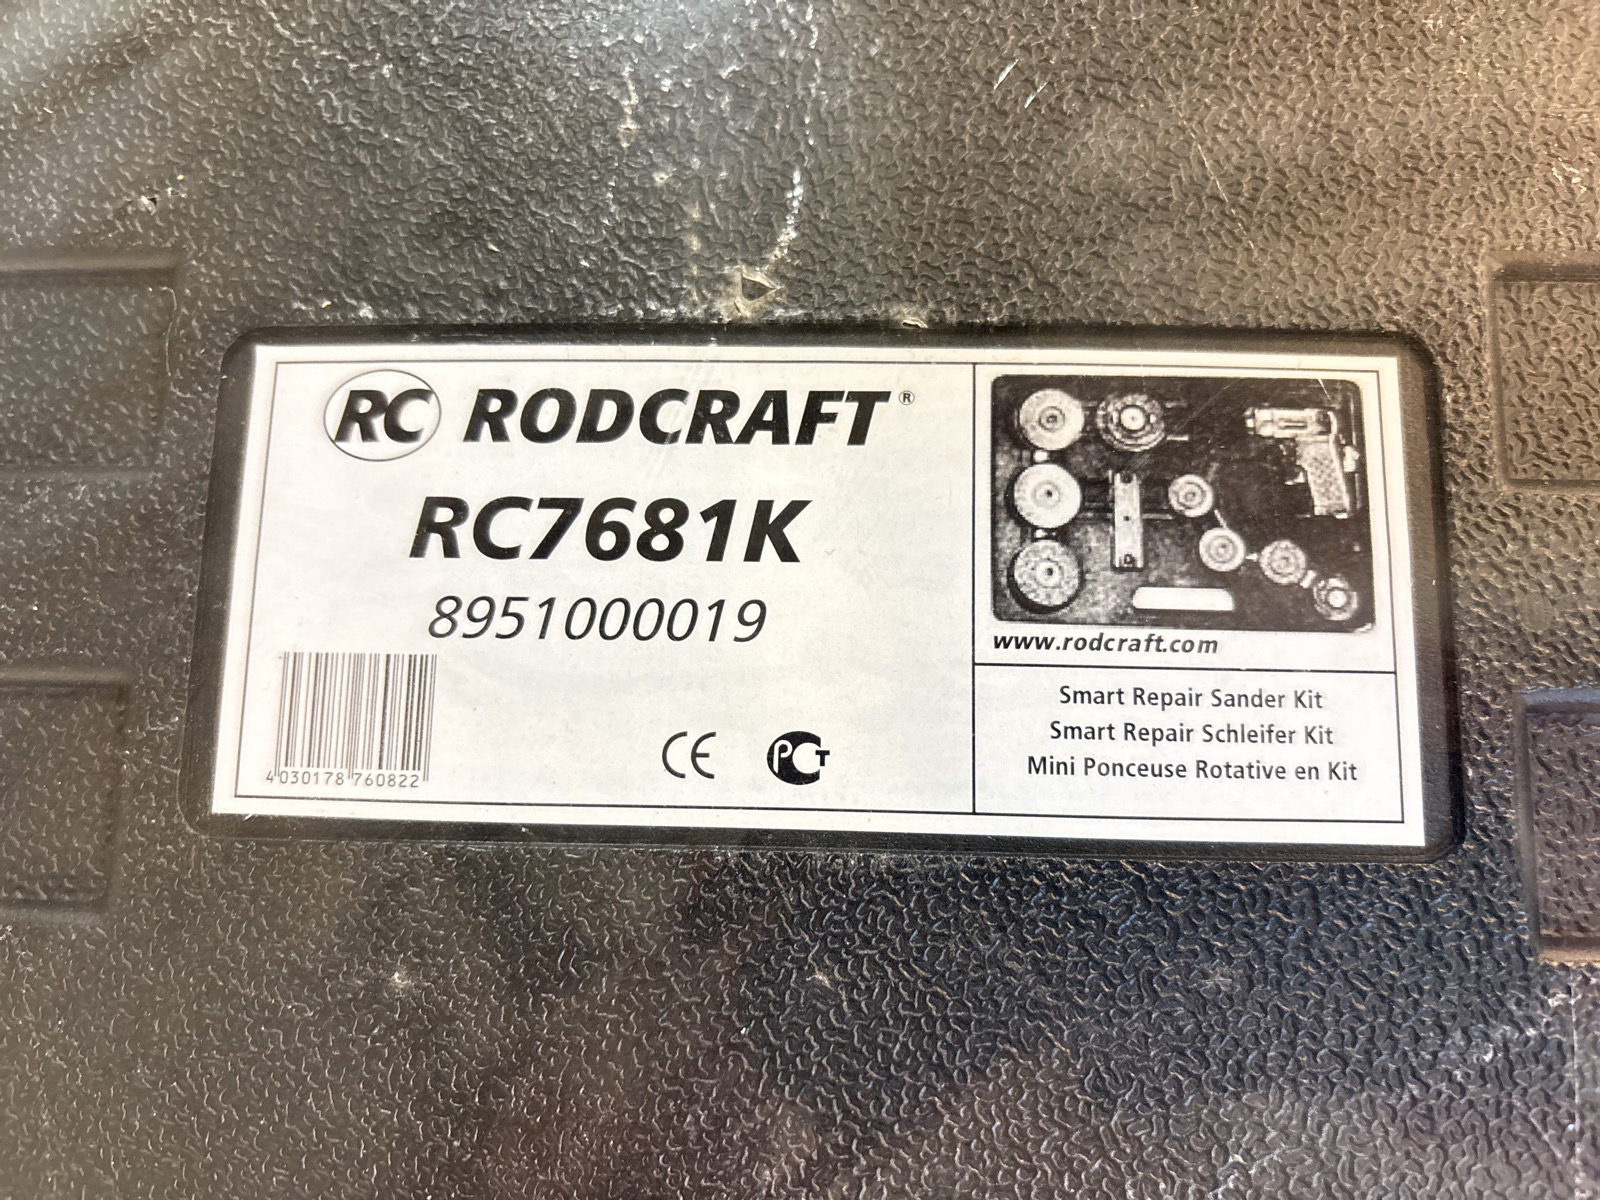 RC RODCRAFT®
RC7681K
8951000019
4 030178 760822
CE PCT
www.rodcraft.com
Smart Repair Sander Kit
Smart Repair Schleifer Kit
Mini Ponceuse Rotative en Kit